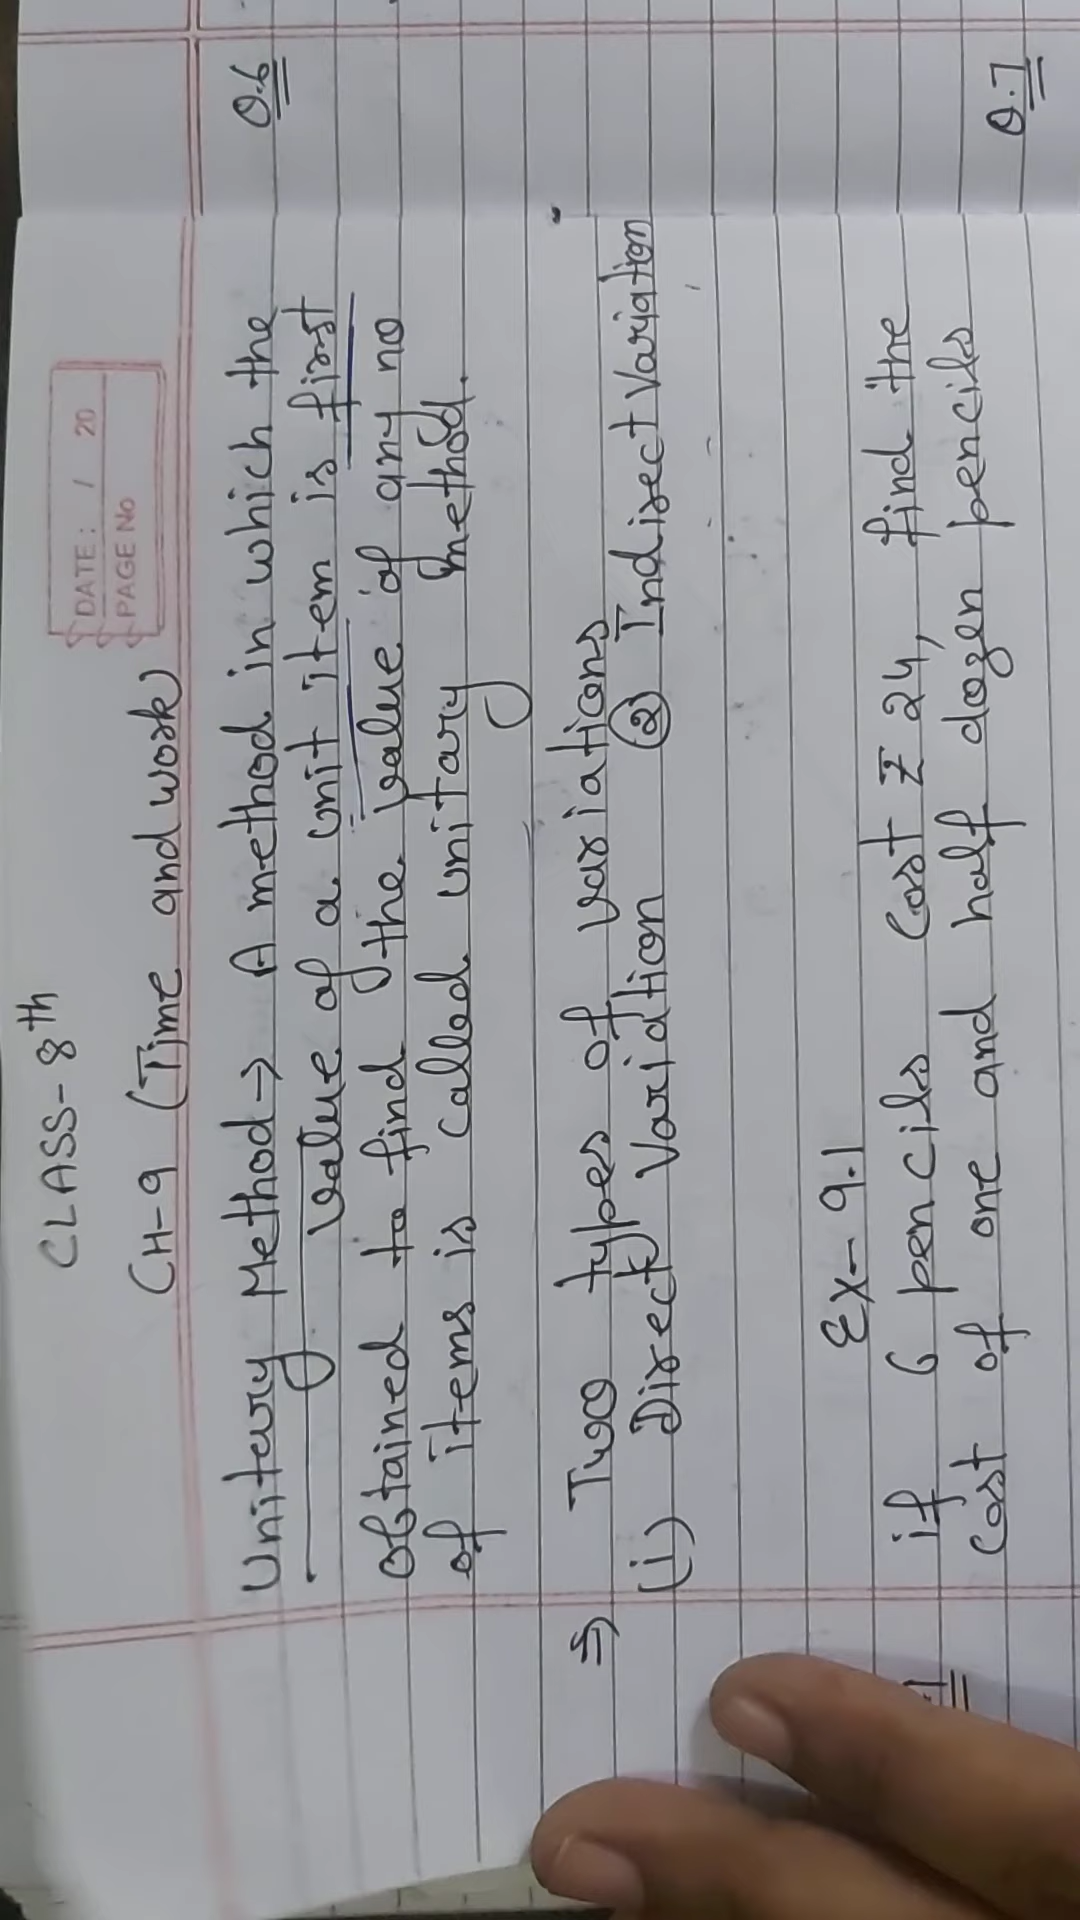 CLASS-8th
DATE: / 20
PAGE No
CH-9 (Time and work)
Unitary Method → A method in which the
value of a unit item is first
obtained to find the value of any no
of items is called unitary method.
⇒ Two types of variations
(i) Direct Variation ② Indirect Variation
Ex-9.1
if 6 pencils Cost ₹ 24, find the
Cost of one and half dozen pencils
Q.6
Q.7